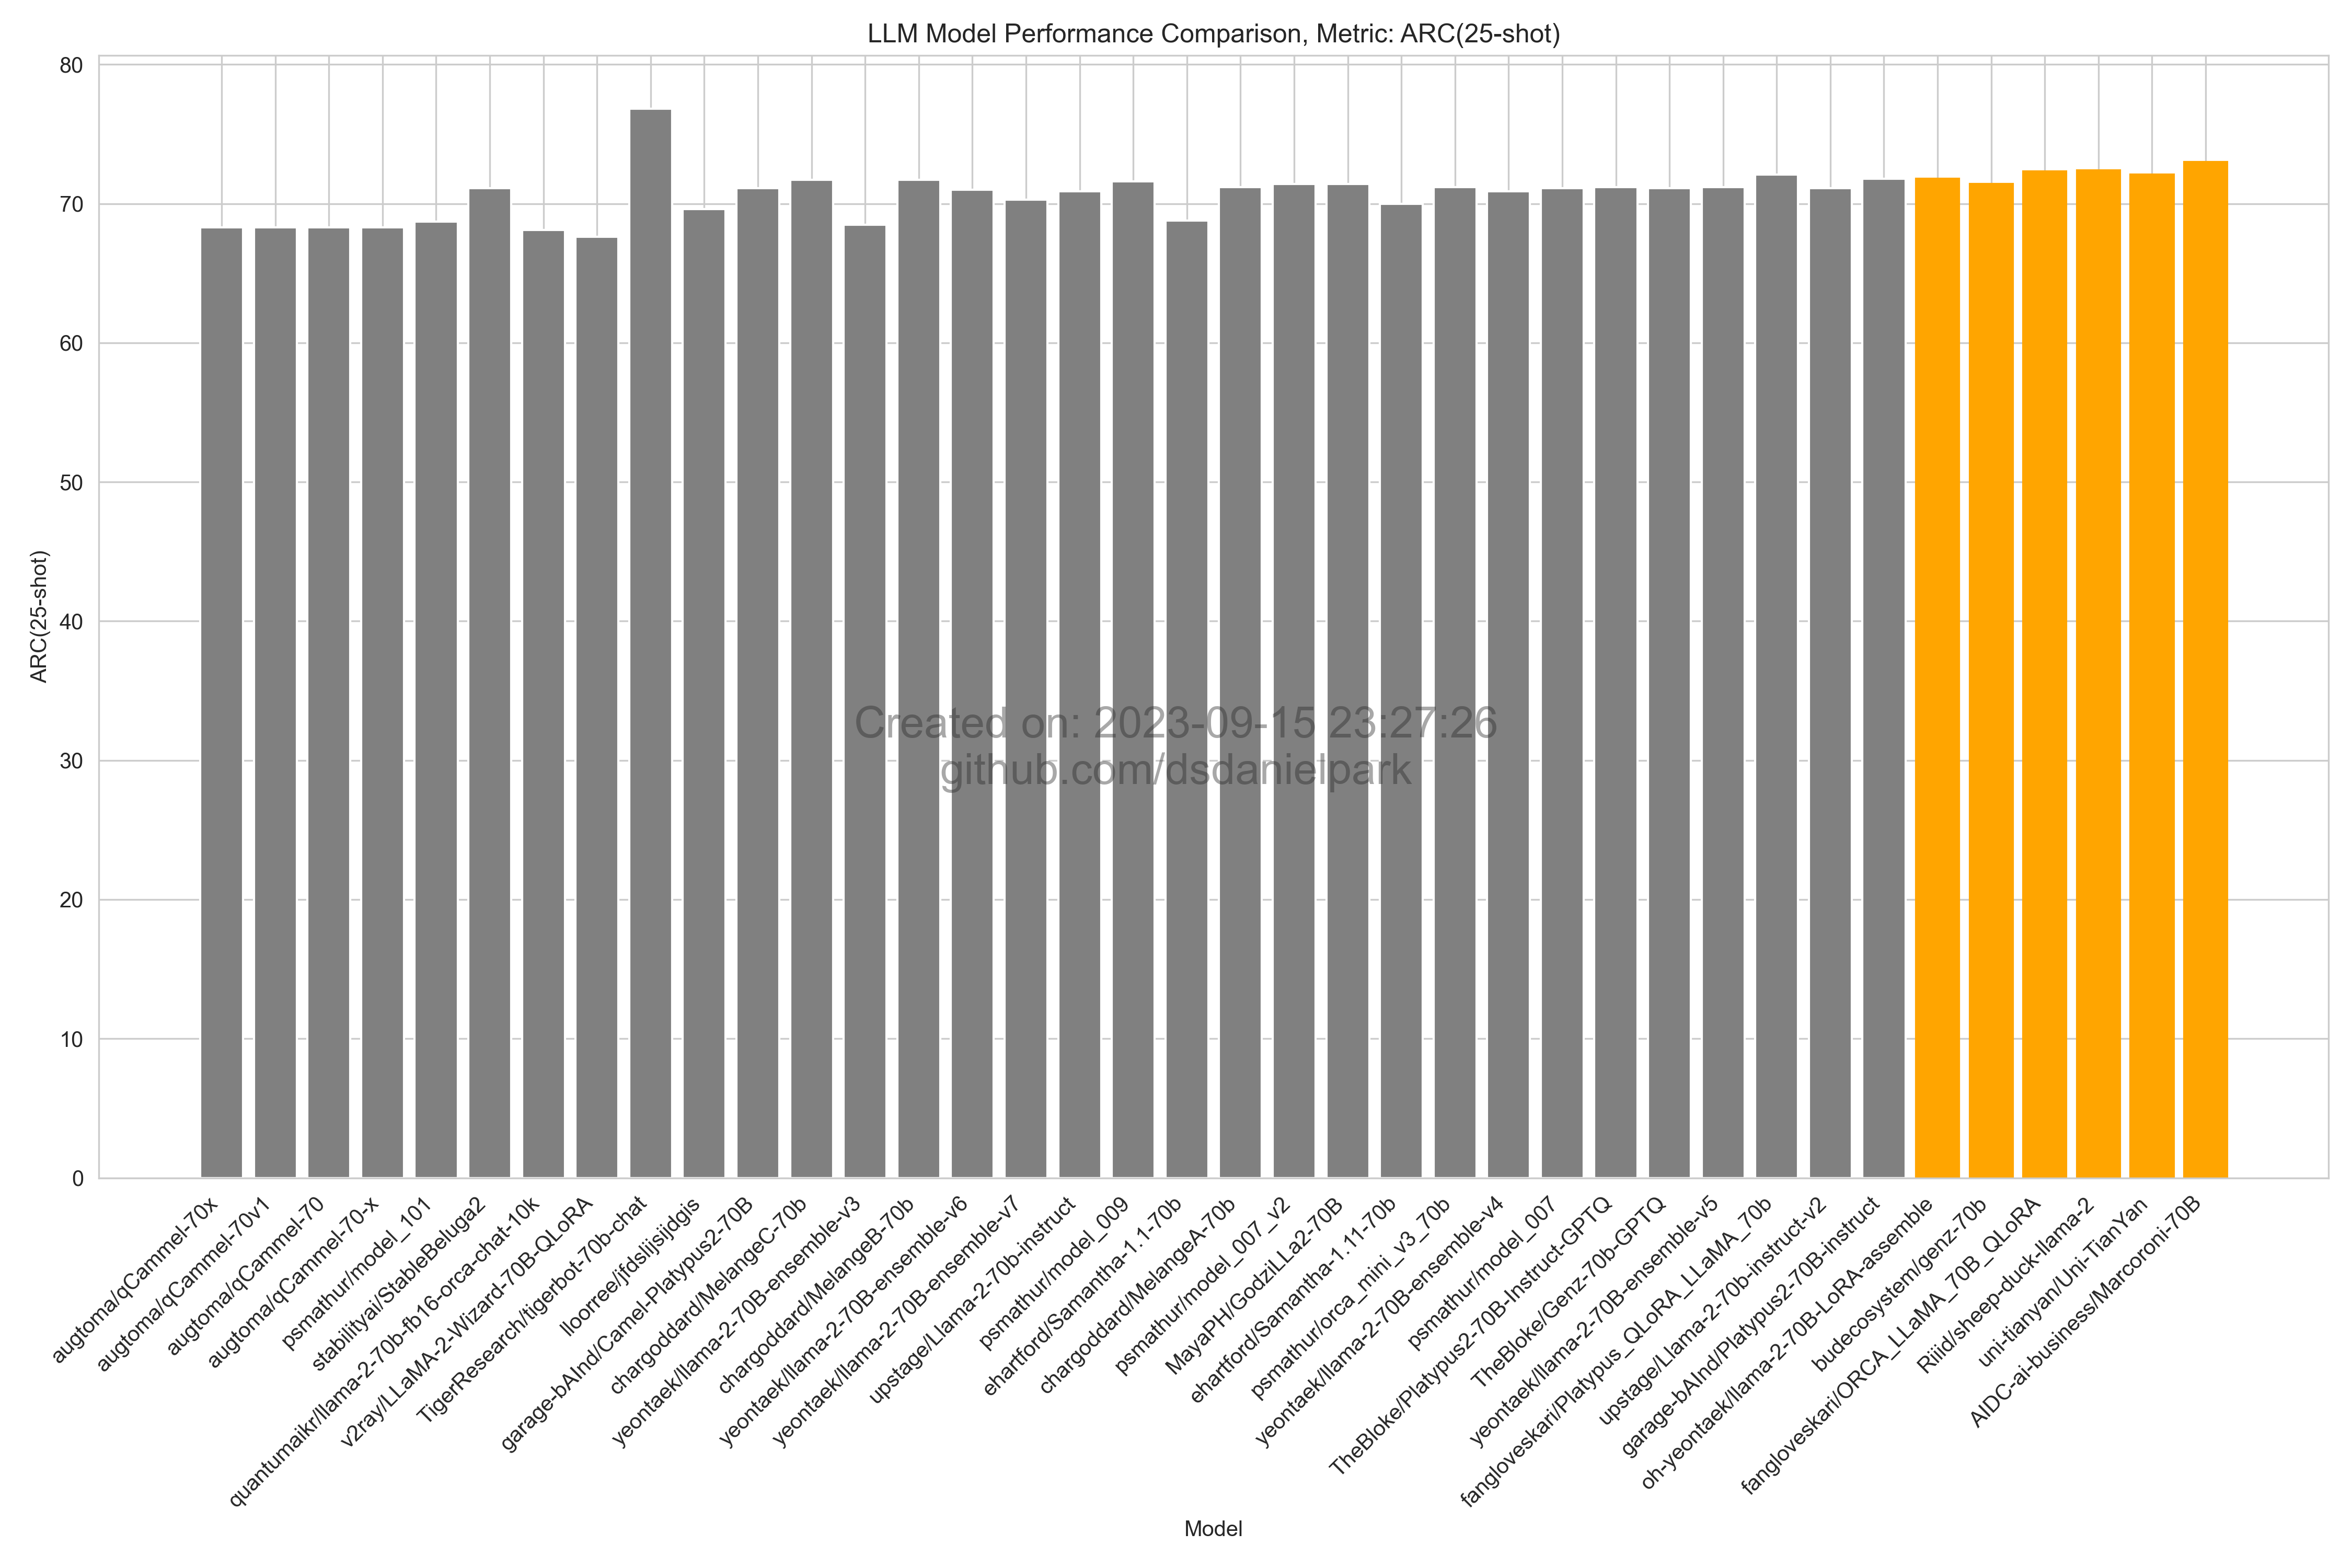 LLM Model Performance Comparison, Metric: ARC(25-shot)
80
70
60
50
40
30
20
10
0
ARC(25-shot)
Created on: 2023-09-15 23:27:26
github.com/dsdanielpark
augtoma/qCammel-70x
augtoma/qCammel-70v1
augtoma/qCammel-70
augtoma/qCammel-70-x
psmathur/model_101
stabilityai/StableBeluga2
quantumaikr/llama-2-70b-fb16-orca-chat-10k
v2ray/LLaMA-2-Wizard-70B-QLoRA
TigerResearch/tigerbot-70b-chat
lloorree/jfdslijsijdgis
garage-bAInd/Camel-Platypus2-70B
chargoddard/MelangeC-70b
yeontaek/llama-2-70B-ensemble-v3
chargoddard/MelangeB-70b
yeontaek/llama-2-70B-ensemble-v6
yeontaek/llama-2-70B-ensemble-v7
upstage/Llama-2-70b-instruct
psmathur/model_009
ehartford/Samantha-1.1-70b
chargoddard/MelangeA-70b
psmathur/model_007_v2
MayaPH/GodziLLa2-70B
ehartford/Samantha-1.11-70b
psmathur/orca_mini_v3_70b
yeontaek/llama-2-70B-ensemble-v4
psmathur/model_007
TheBloke/Platypus2-70B-Instruct-GPTQ
TheBloke/Genz-70b-GPTQ
yeontaek/llama-2-70B-ensemble-v5
fangloveskari/Platypus_QLoRA_LLaMA_70b
upstage/Llama-2-70b-instruct-v2
garage-bAInd/Platypus2-70B-instruct
oh-yeontaek/llama-2-70B-LoRA-assemble
budecosystem/genz-70b
fangloveskari/ORCA_LLaMA_70B_QLoRA
Riiid/sheep-duck-llama-2
uni-tianyan/Uni-TianYan
AIDC-ai-business/Marcoroni-70B
Model